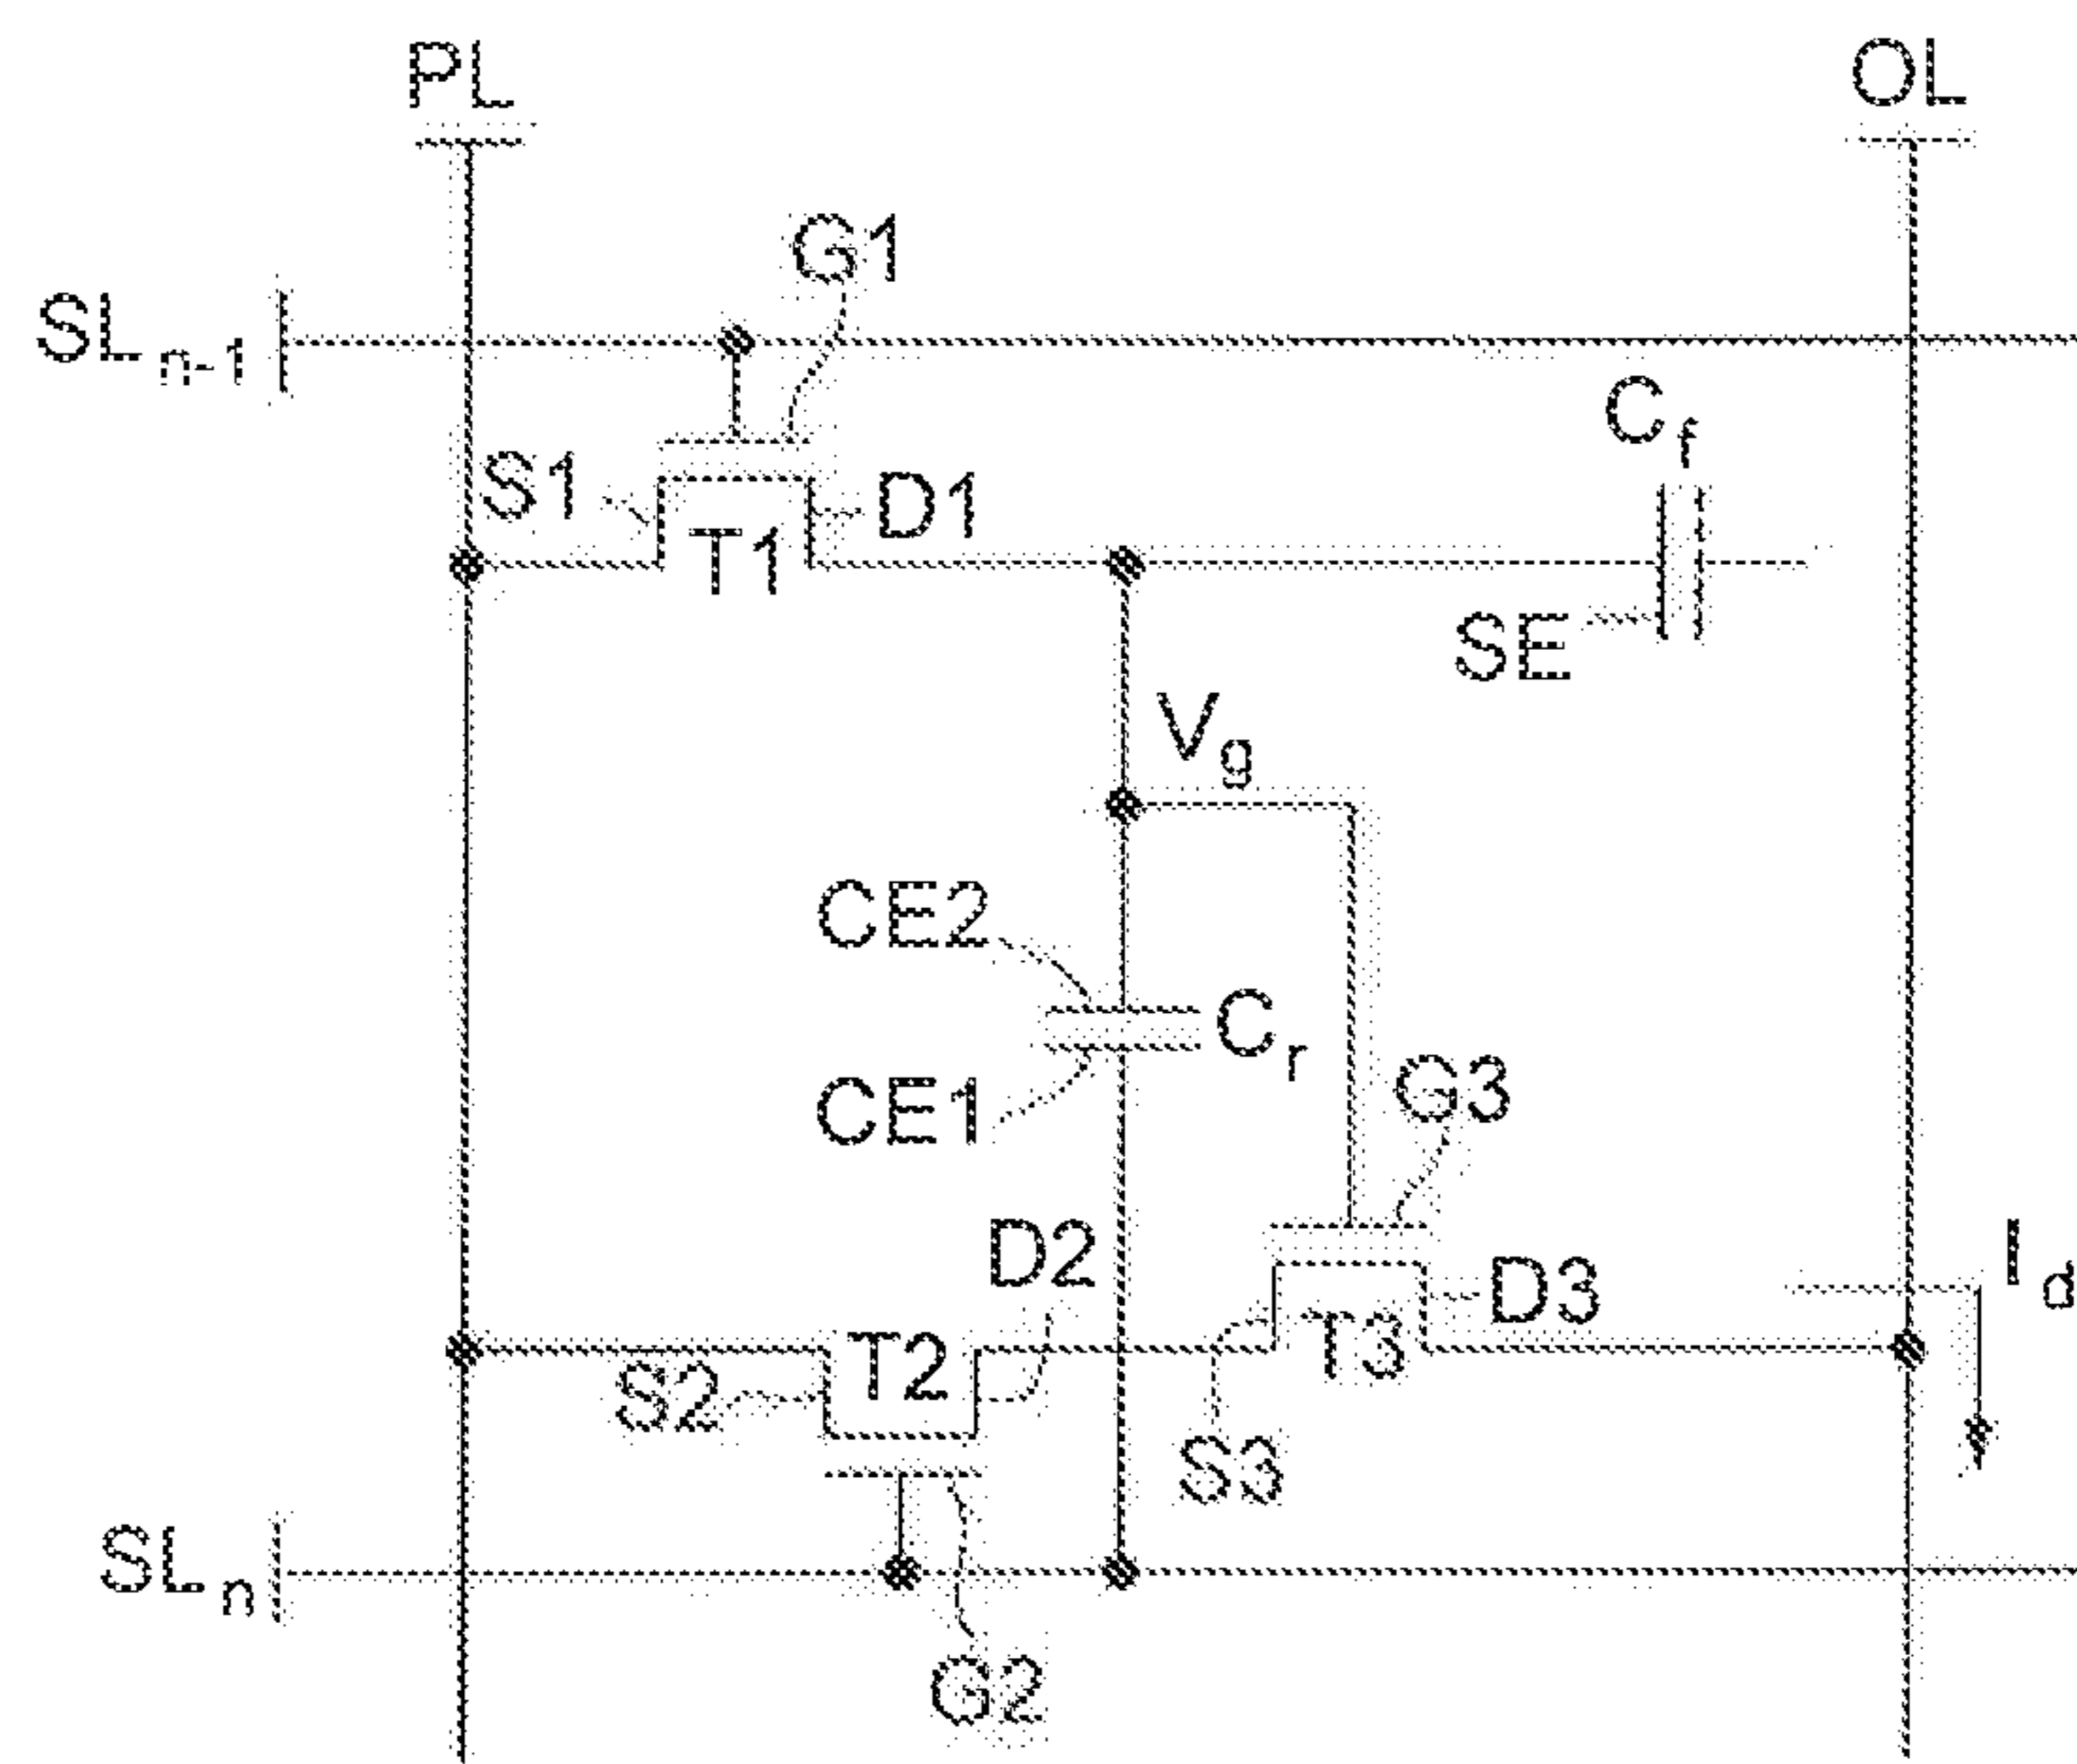 PL
OL
G1
SLn-1
Cf
S1
D1
T1
SE
Vg
CE2
Cr
CE1
G3
D2
Id
D3
T2
T3
S2
S3
SLn
G2